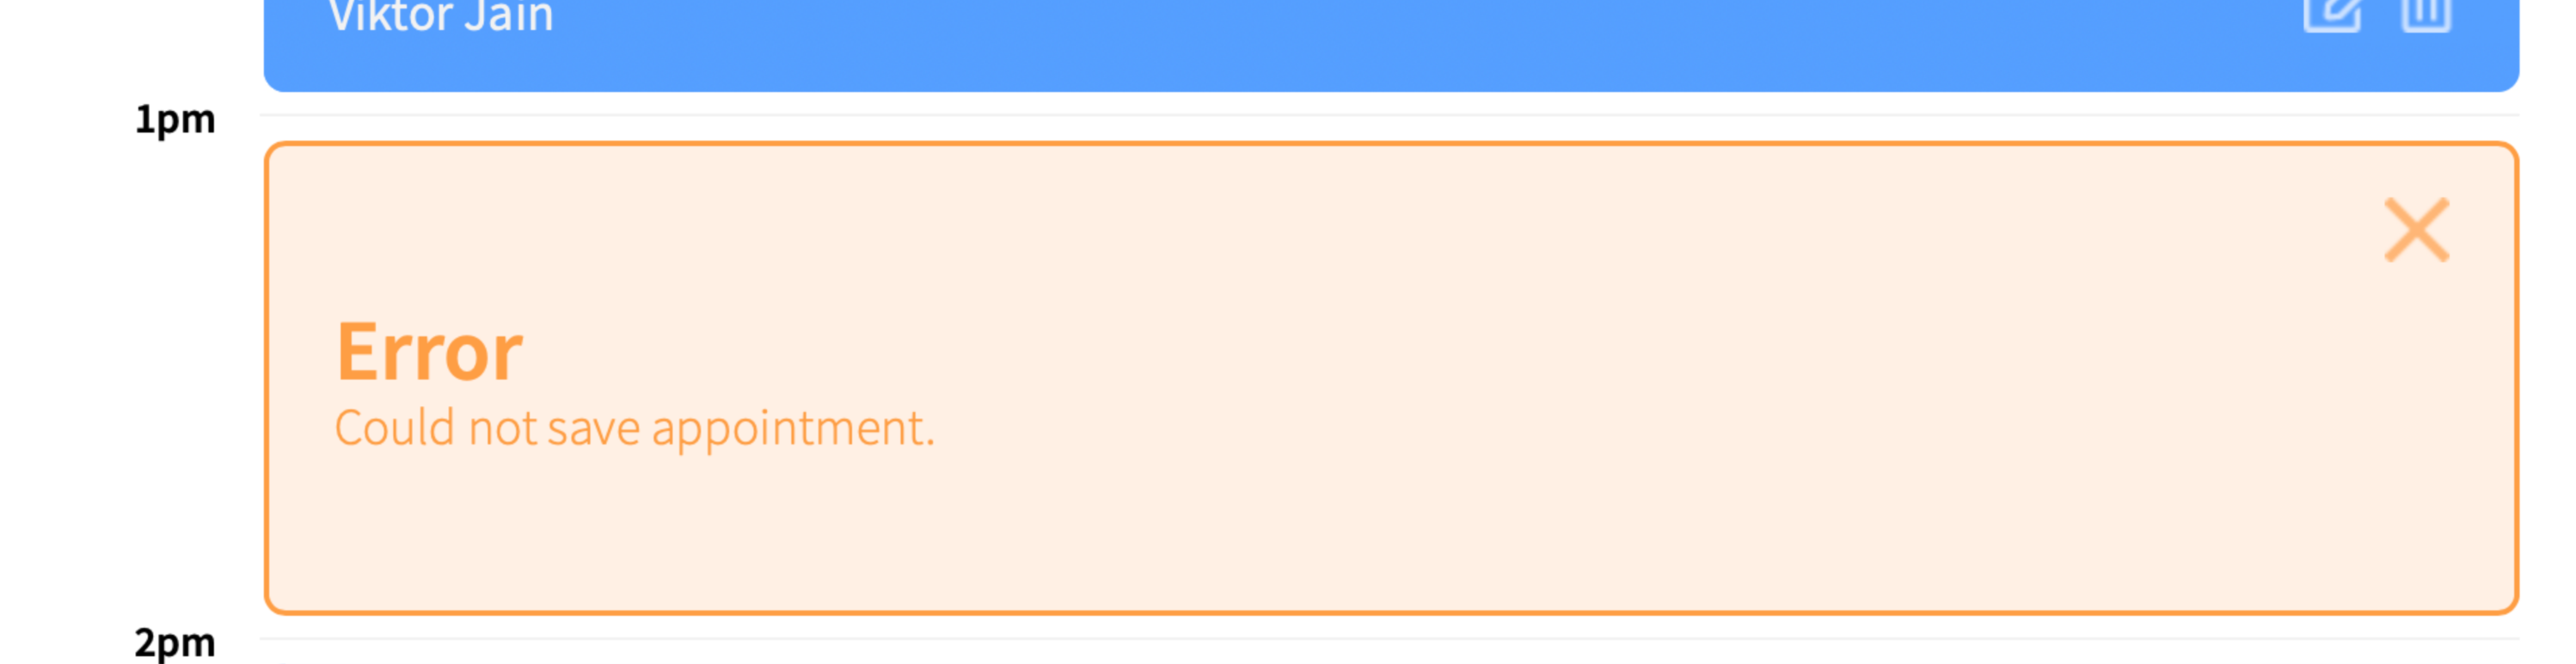 Viktor Jain
1pm
Error
Could not save appointment.
2pm